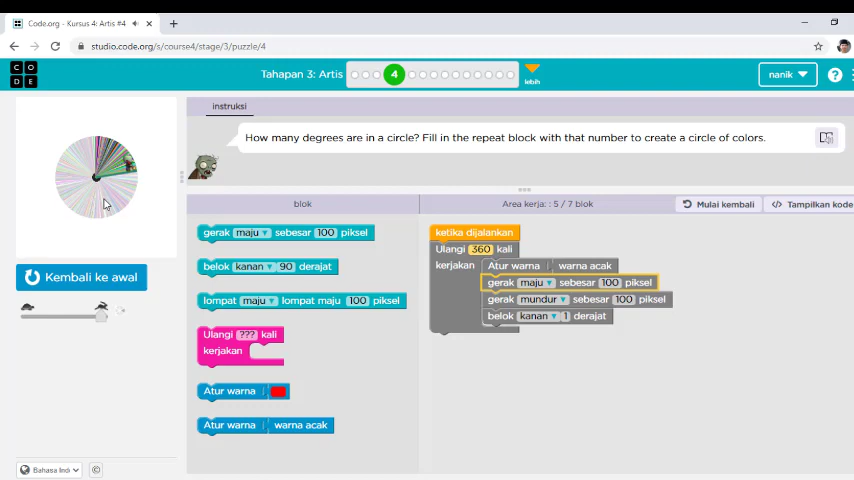 Code.org - Kursus 4: Artis #4
studio.code.org/s/course4/stage/3/puzzle/4
C O
D E
Tahapan 3: Artis
4
lebih
nanik
?
instruksi
How many degrees are in a circle? Fill in the repeat block with that number to create a circle of colors.
blok
Area kerja: : 5 / 7 blok
Mulai kembali
</> Tampilkan kode
gerak maju sebesar 100 piksel
belok kanan 90 derajat
lompat maju lompat maju 100 piksel
Ulangi ??? kali
kerjakan
Atur warna
Atur warna warna acak
ketika dijalankan
Ulangi 360 kali
kerjakan
Atur warna warna acak
gerak maju sebesar 100 piksel
gerak mundur sebesar 100 piksel
belok kanan 1 derajat
Kembali ke awal
Bahasa Ind
©